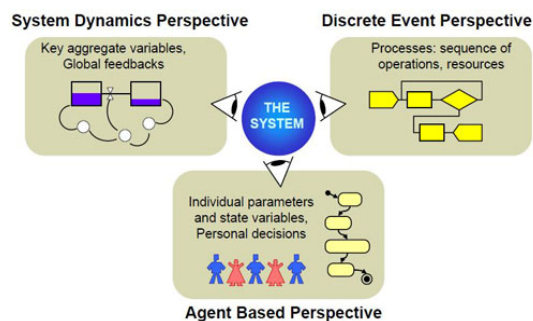 System Dynamics Perspective
Key aggregate variables,
Global feedbacks
Discrete Event Perspective
Processes: sequence of
operations, resources
THE
SYSTEM
Individual parameters
and state variables,
Personal decisions
Agent Based Perspective